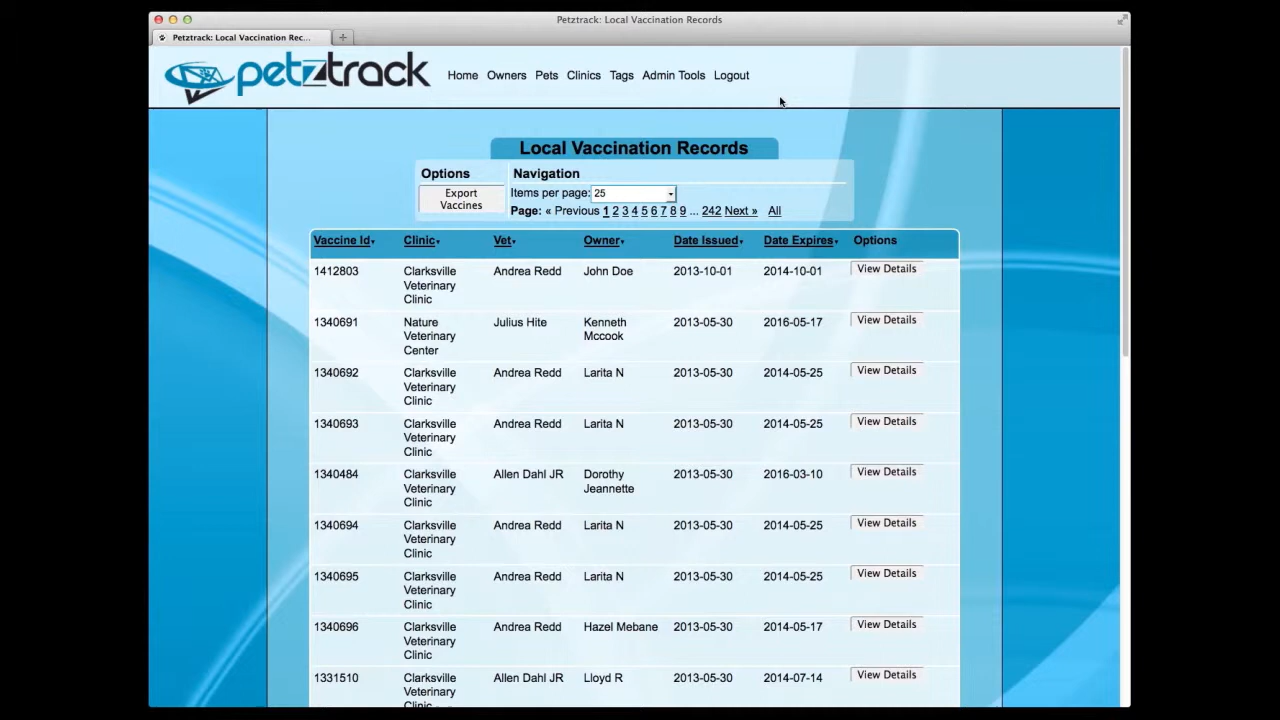 Petztrack: Local Vaccination Records
Petztrack: Local Vaccination Rec...
petztrack
Home Owners Pets Clinics Tags Admin Tools Logout
Local Vaccination Records
Options Navigation
Export Vaccines
Items per page: 25
Page: « Previous 1 2 3 4 5 6 7 8 9 ... 242 Next » All
Vaccine Id Clinic Vet Owner Date Issued Date Expires Options
1412803 Clarksville Veterinary Clinic Andrea Redd John Doe 2013-10-01 2014-10-01 View Details
1340691 Nature Veterinary Center Julius Hite Kenneth Mccook 2013-05-30 2016-05-17 View Details
1340692 Clarksville Veterinary Clinic Andrea Redd Larita N 2013-05-30 2014-05-25 View Details
1340693 Clarksville Veterinary Clinic Andrea Redd Larita N 2013-05-30 2014-05-25 View Details
1340484 Clarksville Veterinary Clinic Allen Dahl JR Dorothy Jeannette 2013-05-30 2016-03-10 View Details
1340694 Clarksville Veterinary Clinic Andrea Redd Larita N 2013-05-30 2014-05-25 View Details
1340695 Clarksville Veterinary Clinic Andrea Redd Larita N 2013-05-30 2014-05-25 View Details
1340696 Clarksville Veterinary Clinic Andrea Redd Hazel Mebane 2013-05-30 2014-05-17 View Details
1331510 Clarksville Veterinary Clinic Allen Dahl JR Lloyd R 2013-05-30 2014-07-14 View Details